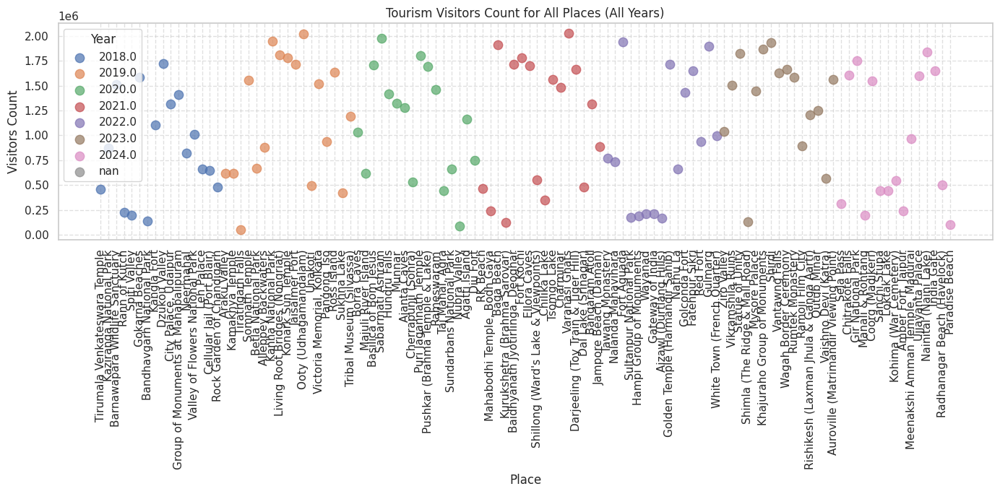 Tourism Visitors Count for All Places (All Years)
1e6
2.00
1.75
1.50
1.25
1.00
0.75
0.50
0.25
0.00
Visitors Count
Year
2018.0
2019.0
2020.0
2021.0
2022.0
2023.0
2024.0
nan
Tirumala Venkateswara Temple
Kaziranga National Park
Barnawapara Wildlife Sanctuary
Rann of Kutch
Spiti Valley
Gokarna Beaches
Bandhavgarh National Park
Kangla Fort
Dzukou Valley
City Palace, Udaipur
Group of Monuments at Mahabalipuram
Neermahal
Valley of Flowers National Park
Cellular Jail (Port Blair)
Rock Garden of Chandigarh
Araku Valley
Kamakhya Temple
Tirathgarh Falls
Somnath Temple
Betla National Park
Alleppey Backwaters
Kanha National Park
Living Root Bridges (Nongriat)
Konark Sun Temple
Jaisalmer Fort
Ooty (Udhagamandalam)
Unakoti
Victoria Memorial, Kolkata
Pangong Tso
Ross Island
Sukhna Lake
Tribal Museum (Silvassa)
Borra Caves
Majuli River Island
Basilica of Bom Jesus
Sabarmati Ashram
Hundru Falls
Munnar
Ajanta Caves
Cherrapunji (Sohra)
Puri Jagannath Temple
Pushkar (Brahma Temple & Lake)
Rameswaram
Taj Mahal, Agra
Sundarbans National Park
Nubra Valley
Agatti Island
Diu Fort
RK Beach
Mahabodhi Temple, Bodh Gaya
Baga Beach
Kurukshetra (Brahma Sarovar)
Baidhyanath Jyotirlinga, Deoghar
Fort Kochi
Ellora Caves
Shillong (Ward's Lake & Viewpoints)
Chilika Lake
Tsomgo Lake
Charminar
Varanasi Ghats
Darjeeling (Toy Train & Tiger Hill)
Dal Lake (Srinagar)
Bangaram Atoll
Jampore Beach (Daman)
Tawang Monastery
Nalanda Mahavihara
Fort Aguada
Sultanpur National Park
Hampi Group of Monuments
Wayanad
Gateway of India
Aizawl (Durtlang Hills)
Golden Temple (Harmandir Sahib)
Nathu La
Golconda Fort
Fatehpur Sikri
Red Fort
Gulmarg
White Town (French Quarter)
Ziro Valley
Vikramshila Ruins
Statue of Unity
Shimla (The Ridge & Mall Road)
Mysore Palace
Khajuraho Group of Monuments
Shirdi
Vantawng Falls
Wagah Border Ceremony
Rumtek Monastery
Ramoji Film City
Rishikesh (Laxman Jhula & Ganga Aarti)
Qutub Minar
Vaishno Devi (Katra)
Auroville (Matrimandir Viewing Point)
Chitrakote Falls
Gir National Park
Manali & Rohtang
Coorg (Madikeri)
Sanchi Stupa
Loktak Lake
Kohima (War Cemetery)
Amber Fort, Jaipur
Meenakshi Amman Temple, Madurai
Ujjayanta Palace
Nainital (Naini Lake)
India Gate
Radhanagar Beach (Havelock)
Paradise Beach
Place